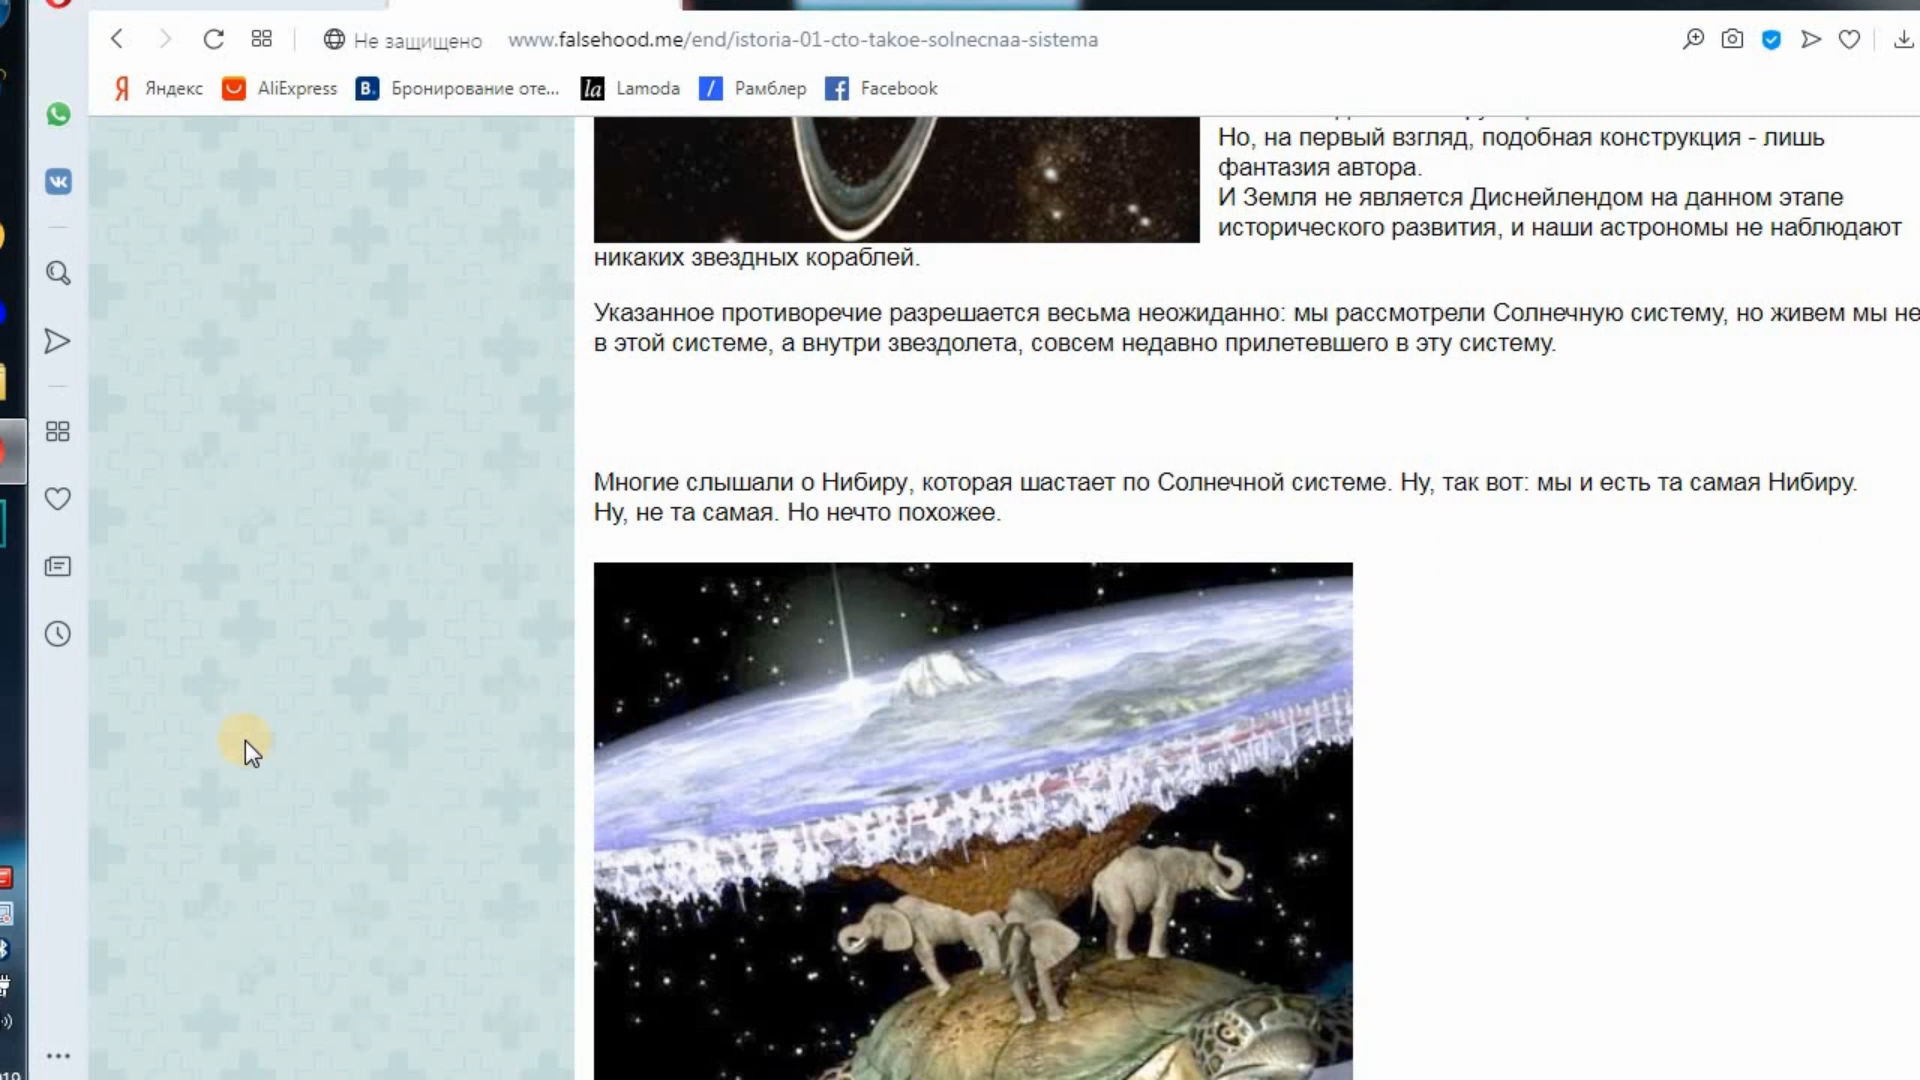 Не защищено www.falsehood.me/end/istoria-01-cto-takoe-solnecnaa-sistema
Яндекс AliExpress B. Бронирование оте... la Lamoda Рамблер Facebook
Но, на первый взгляд, подобная конструкция - лишь
фантазия автора.
И Земля не является Диснейлендом на данном этапе
исторического развития, и наши астрономы не наблюдают
никаких звездных кораблей.
Указанное противоречие разрешается весьма неожиданно: мы рассмотрели Солнечную систему, но живем мы не
в этой системе, а внутри звездолета, совсем недавно прилетевшего в эту систему.
Многие слышали о Нибиру, которая шастает по Солнечной системе. Ну, так вот: мы и есть та самая Нибиру.
Ну, не та самая. Но нечто похожее.